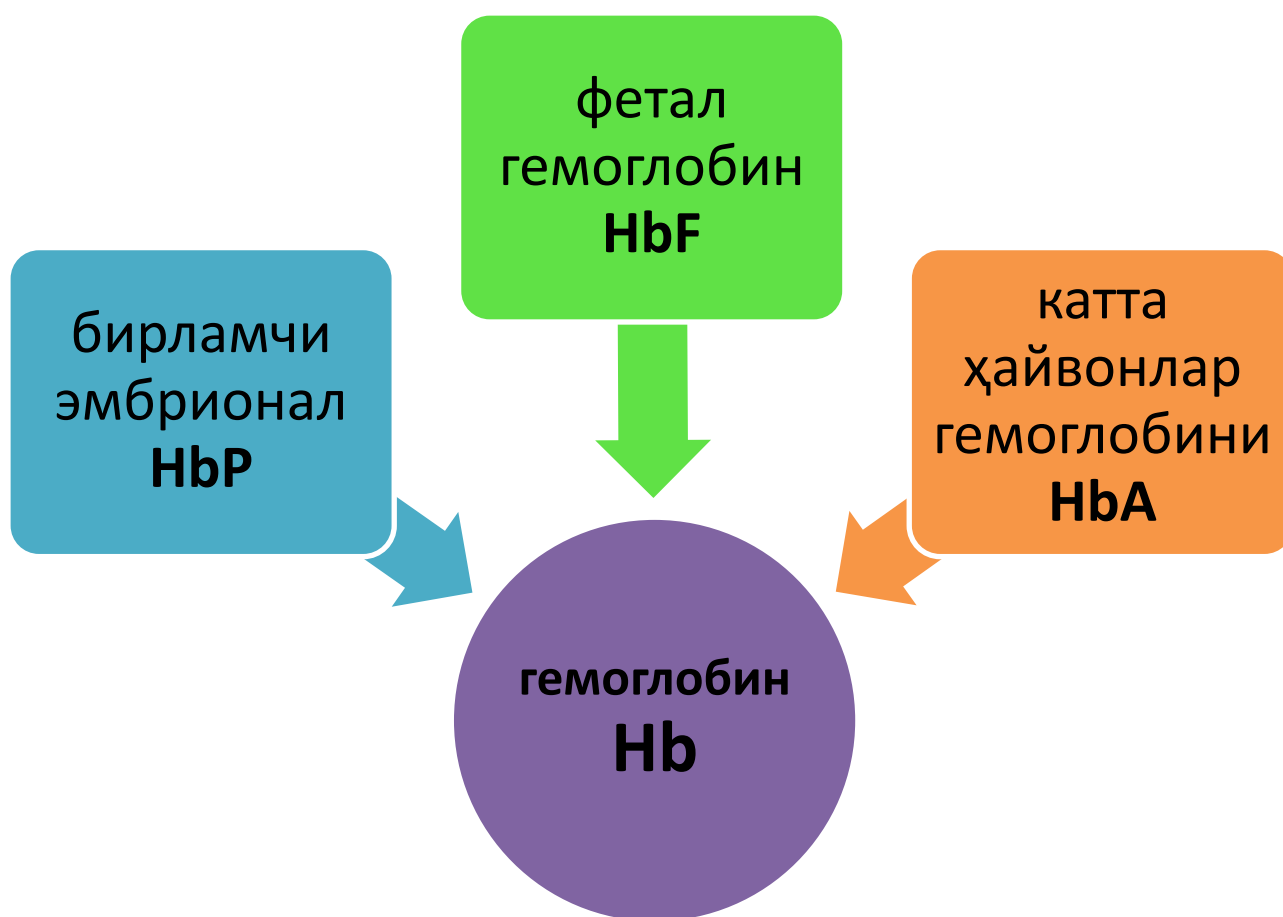 фетал
гемоглобин
HbF
бирламчи
эмбрионал
HbP
катта
ҳайвонлар
гемоглобини
HbA
гемоглобин
Hb